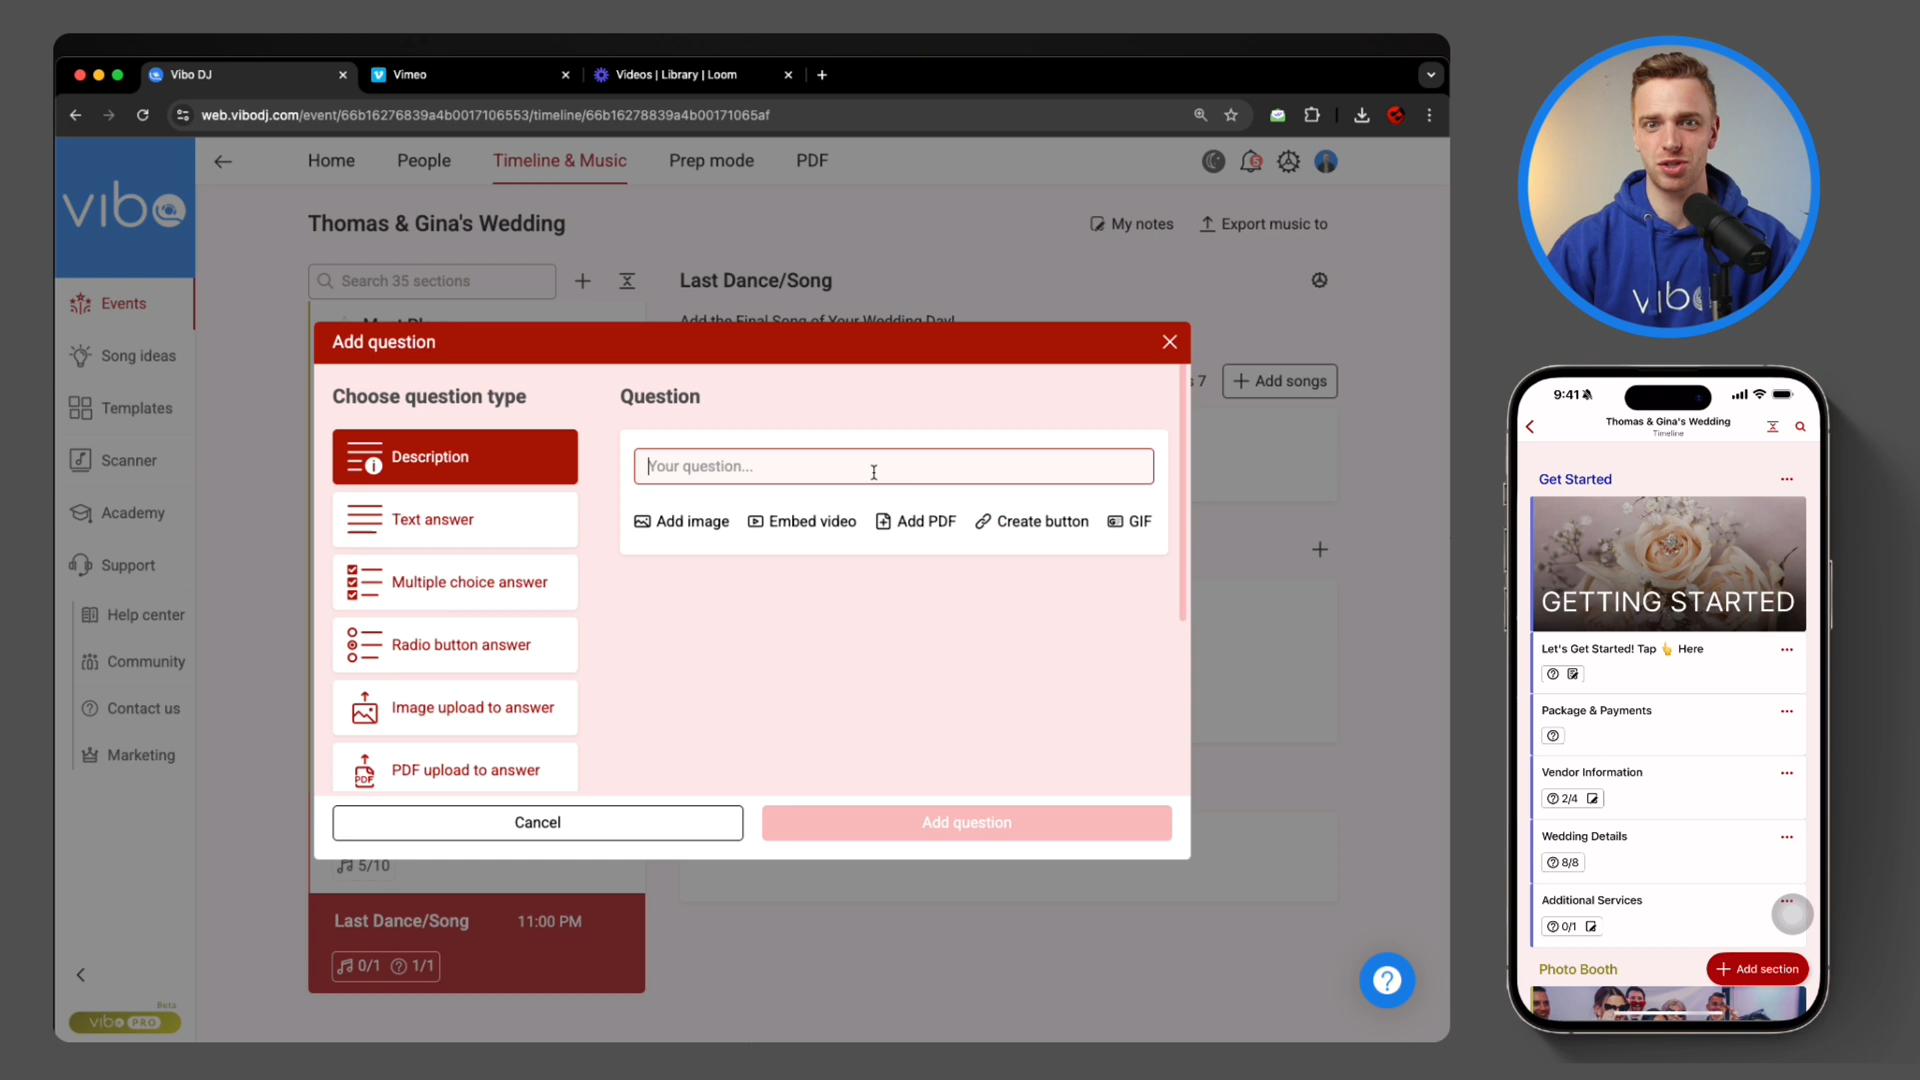 Vibo DJ
Vimeo
Videos | Library | Loom
web.vibodj.com/event/66b16276839a4b0017106553/timeline/66b16278839a4b00171065af
vibo
Home
People
Timeline & Music
Prep mode
PDF
5
Thomas & Gina's Wedding
My notes
Export music to
Search 35 sections
Last Dance/Song
Add the Final Song of Your Wedding Day!
s 7
Add songs
Events
Song ideas
Templates
Scanner
Academy
Support
Help center
Community
Contact us
Marketing
Beta
vibo PRO
Add question
Choose question type
Description
Text answer
Multiple choice answer
Radio button answer
Image upload to answer
PDF
PDF upload to answer
Question
Your question...
Add image
Embed video
Add PDF
Create button
GIF
Cancel
Add question
5/10
Last Dance/Song
11:00 PM
0/1
1/1
vibo
9:41
Thomas & Gina's Wedding
Timeline
Get Started
GETTING STARTED
Let's Get Started! Tap 👆 Here
Package & Payments
Vendor Information
2/4
Wedding Details
8/8
Additional Services
0/1
Photo Booth
Add section